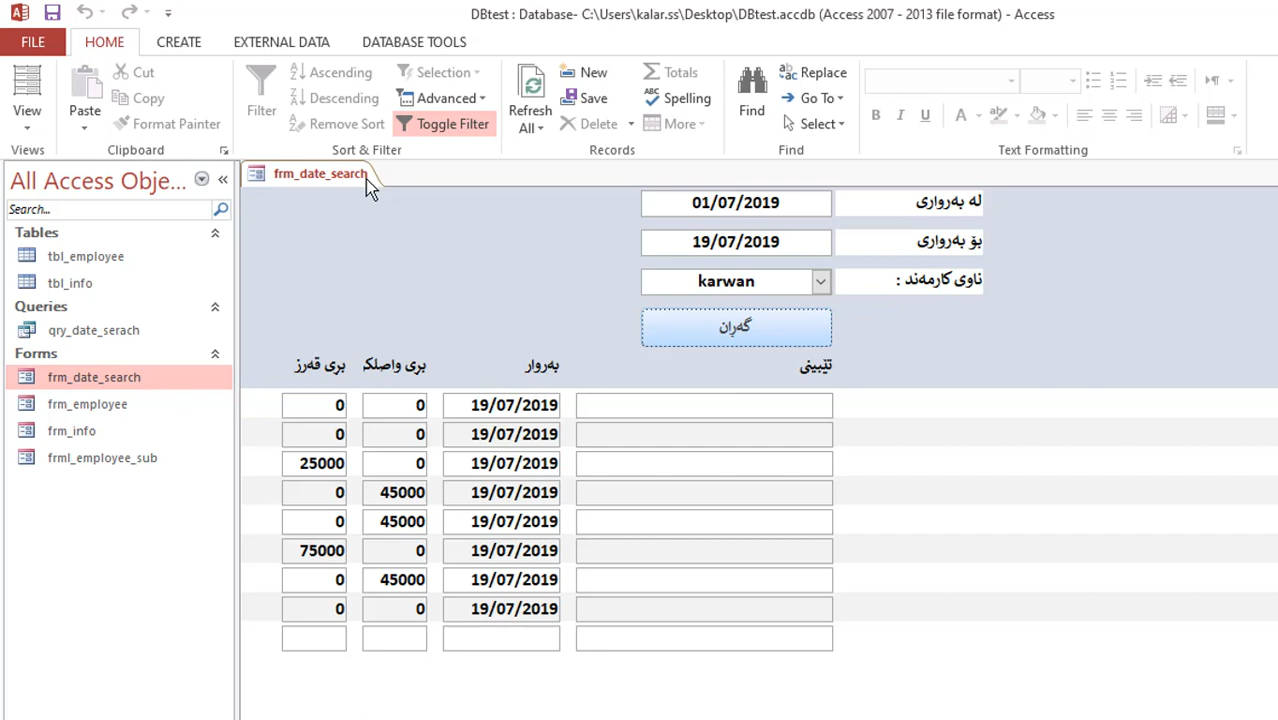 DBtest : Database- C:\Users\kalar.ss\Desktop\DBtest.accdb (Access 2007 - 2013 file format) - Access
FILE HOME CREATE EXTERNAL DATA DATABASE TOOLS
View
Views
Paste
Cut
Copy
Format Painter
Clipboard
Filter
Ascending
Descending
Remove Sort
Selection
Advanced
Toggle Filter
Sort & Filter
Refresh
All
New
Save
Delete
Totals
Spelling
More
Records
Find
Replace
Go To
Select
Find
Text Formatting
All Access Obje...
Search...
Tables
tbl_employee
tbl_info
Queries
qry_date_serach
Forms
frm_date_search
frm_employee
frm_info
frml_employee_sub
frm_date_search
لە بەرواری 01/07/2019
بۆ بەرواری 19/07/2019
ناوی کارمەند : karwan
گەڕان
تێبینی بەروار بڕی واصلکر بڕی قەرز
19/07/2019 0 0
19/07/2019 0 0
19/07/2019 0 25000
19/07/2019 45000 0
19/07/2019 45000 0
19/07/2019 0 75000
19/07/2019 45000 0
19/07/2019 0 0